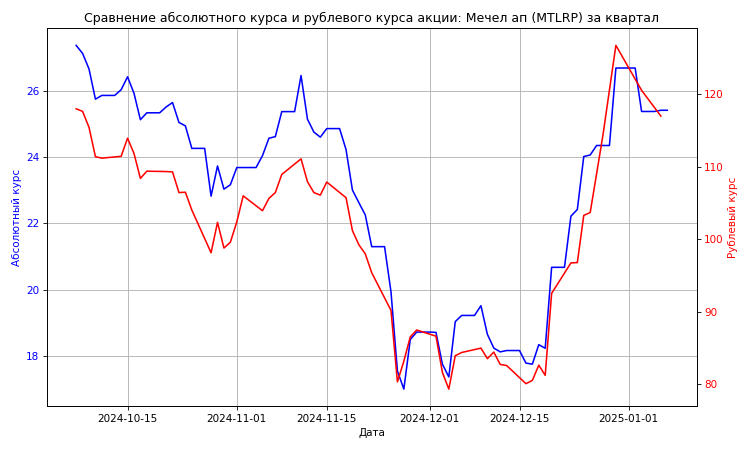 Сравнение абсолютного курса и рублевого курса акции: Мечел ап (MTLRP) за квартал
Абсолютный курс
26
24
22
20
18
120
110
100
90
80
Рублевый курс
2024-10-15 2024-11-01 2024-11-15 2024-12-01 2024-12-15 2025-01-01
Дата